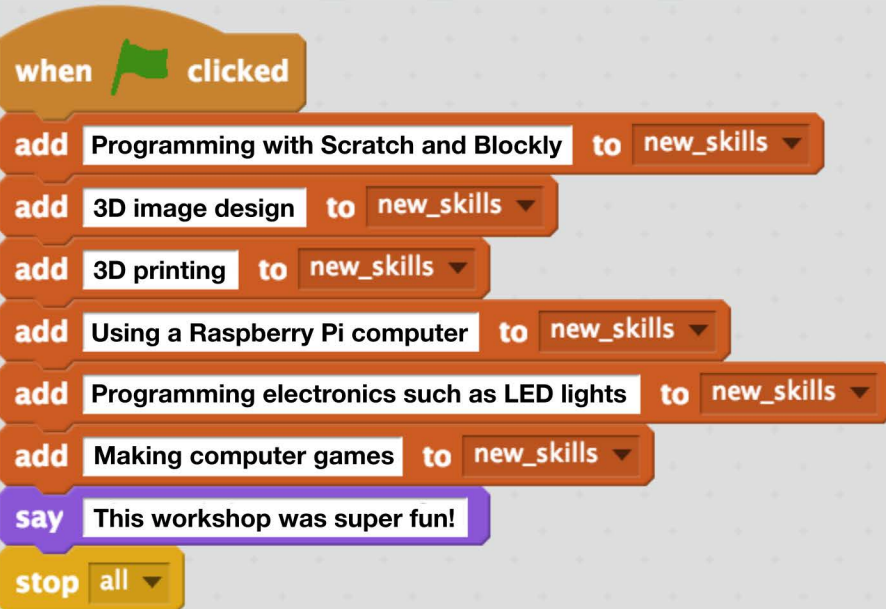 when clicked
add Programming with Scratch and Blockly to new_skills
add 3D image design to new_skills
add 3D printing to new_skills
add Using a Raspberry Pi computer to new_skills
add Programming electronics such as LED lights to new_skills
add Making computer games to new_skills
say This workshop was super fun!
stop all